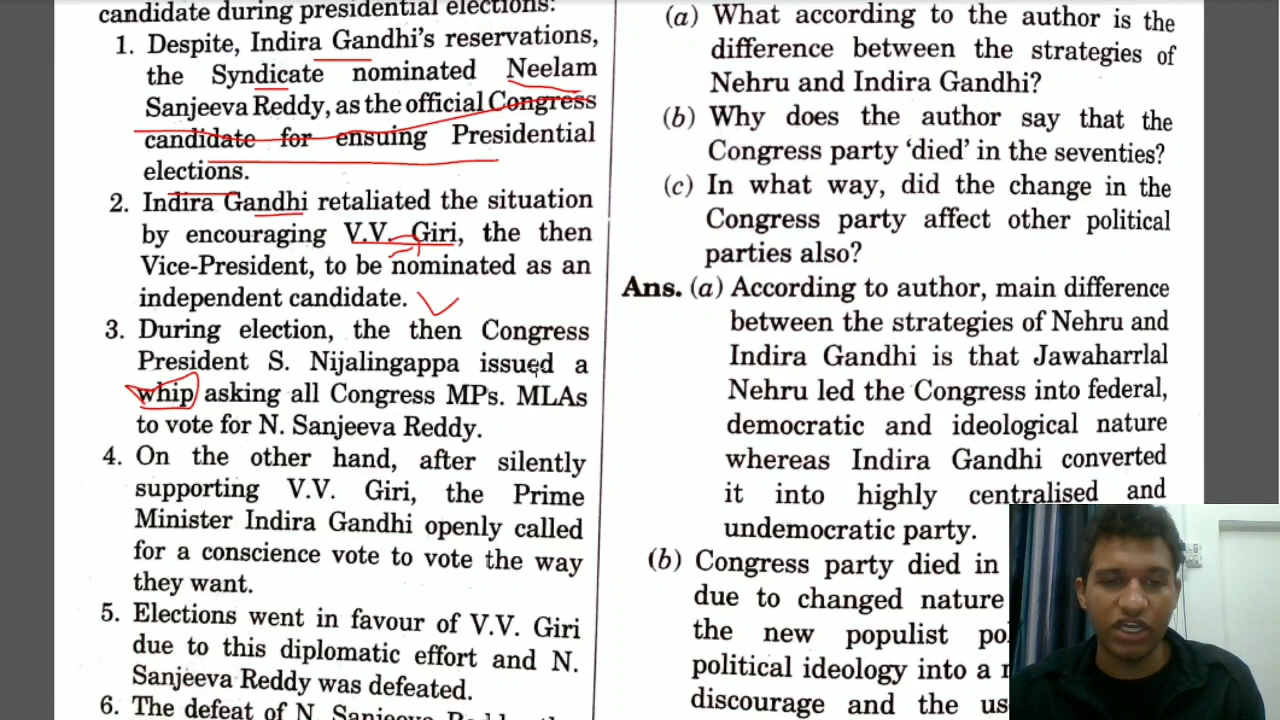 candidate during presidential elections:
1. Despite, Indira Gandhi's reservations,
the Syndicate nominated Neelam
Sanjeeva Reddy, as the official Congress
candidate for ensuing Presidential
elections.
2. Indira Gandhi retaliated the situation
by encouraging V.V. Giri, the then
Vice-President, to be nominated as an
independent candidate.
3. During election, the then Congress
President S. Nijalingappa issued a
whip asking all Congress MPs. MLAs
to vote for N. Sanjeeva Reddy.
4. On the other hand, after silently
supporting V.V. Giri, the Prime
Minister Indira Gandhi openly called
for a conscience vote to vote the way
they want.
5. Elections went in favour of V.V. Giri
due to this diplomatic effort and N.
Sanjeeva Reddy was defeated.
6. The defeat of N. Sanjeeva
(a) What according to the author is the
difference between the strategies of
Nehru and Indira Gandhi?
(b) Why does the author say that the
Congress party 'died' in the seventies?
(c) In what way, did the change in the
Congress party affect other political
parties also?
Ans. (a) According to author, main difference
between the strategies of Nehru and
Indira Gandhi is that Jawaharrlal
Nehru led the Congress into federal,
democratic and ideological nature
whereas Indira Gandhi converted
it into highly centralised and
undemocratic party.
(b) Congress party died in
due to changed nature
the new populist
political ideology into a
discourage and the